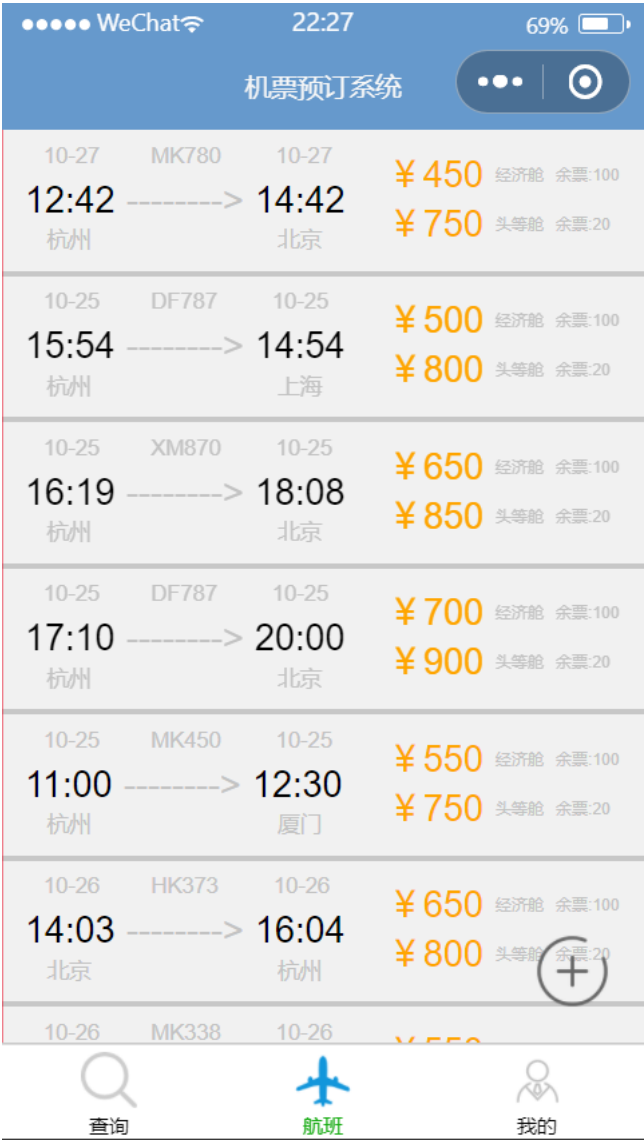 WeChat 22:27 69%
机票预订系统
10-27 MK780 10-27
12:42 --------> 14:42
杭州 北京
¥450 经济舱 余票:100
¥750 头等舱 余票:20
10-25 DF787 10-25
15:54 --------> 14:54
杭州 上海
¥500 经济舱 余票:100
¥800 头等舱 余票:20
10-25 XM870 10-25
16:19 --------> 18:08
杭州 北京
¥650 经济舱 余票:100
¥850 头等舱 余票:20
10-25 DF787 10-25
17:10 --------> 20:00
杭州 北京
¥700 经济舱 余票:100
¥900 头等舱 余票:20
10-25 MK450 10-25
11:00 --------> 12:30
杭州 厦门
¥550 经济舱 余票:100
¥750 头等舱 余票:20
10-26 HK373 10-26
14:03 --------> 16:04
北京 杭州
¥650 经济舱 余票:100
¥800 头等舱 余票:20
10-26 MK338 10-26
查询 航班 我的